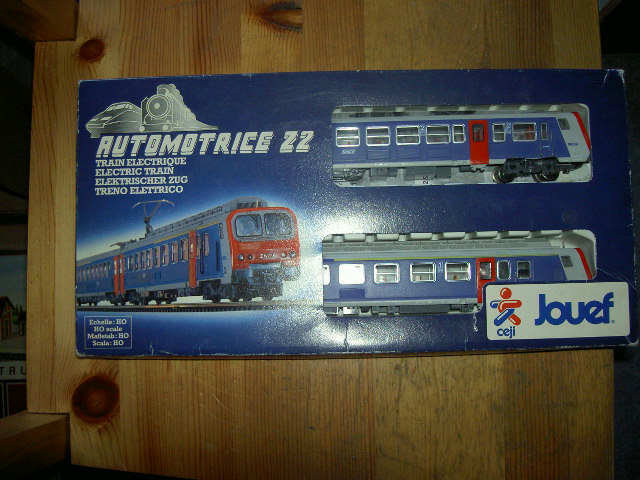 AUTOMOTRICE Z2
TRAIN ELECTRIQUE
ELECTRIC TRAIN
ELEKTRISCHER ZUG
TRENO ELETTRICO
Echelle: HO
HO scale
Maßstab: HO
Scala: HO
SNCF
ceji
Jouef